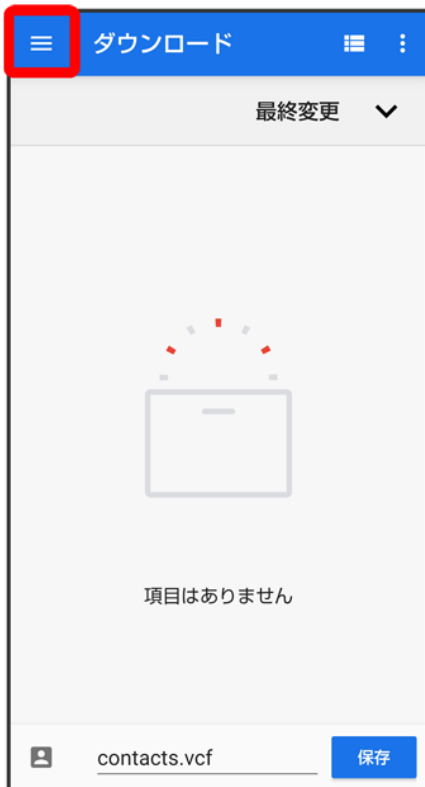 ダウンロード
最終変更
項目はありません
contacts.vcf
保存